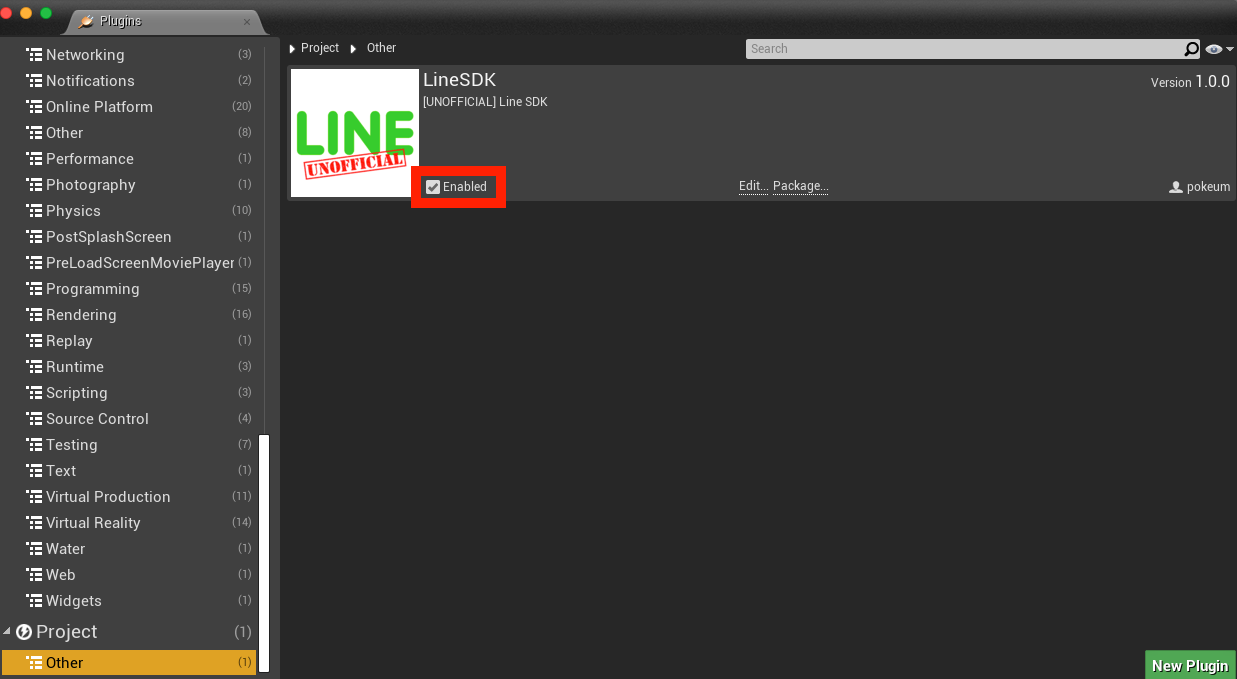 Plugins
Networking (3)
Notifications (2)
Online Platform (20)
Other (8)
Performance (1)
Photography (1)
Physics (10)
PostSplashScreen (1)
PreLoadScreenMoviePlayer (1)
Programming (15)
Rendering (16)
Replay (1)
Runtime (3)
Scripting (3)
Source Control (4)
Testing (7)
Text (1)
Virtual Production (11)
Virtual Reality (14)
Water (1)
Web (1)
Widgets (1)
Project (1)
Other (1)
Project Other
Search
LINE
UNOFFICIAL
LineSDK
Version 1.0.0
[UNOFFICIAL] Line SDK
Enabled
Edit... Package...
pokeum
New Plugin